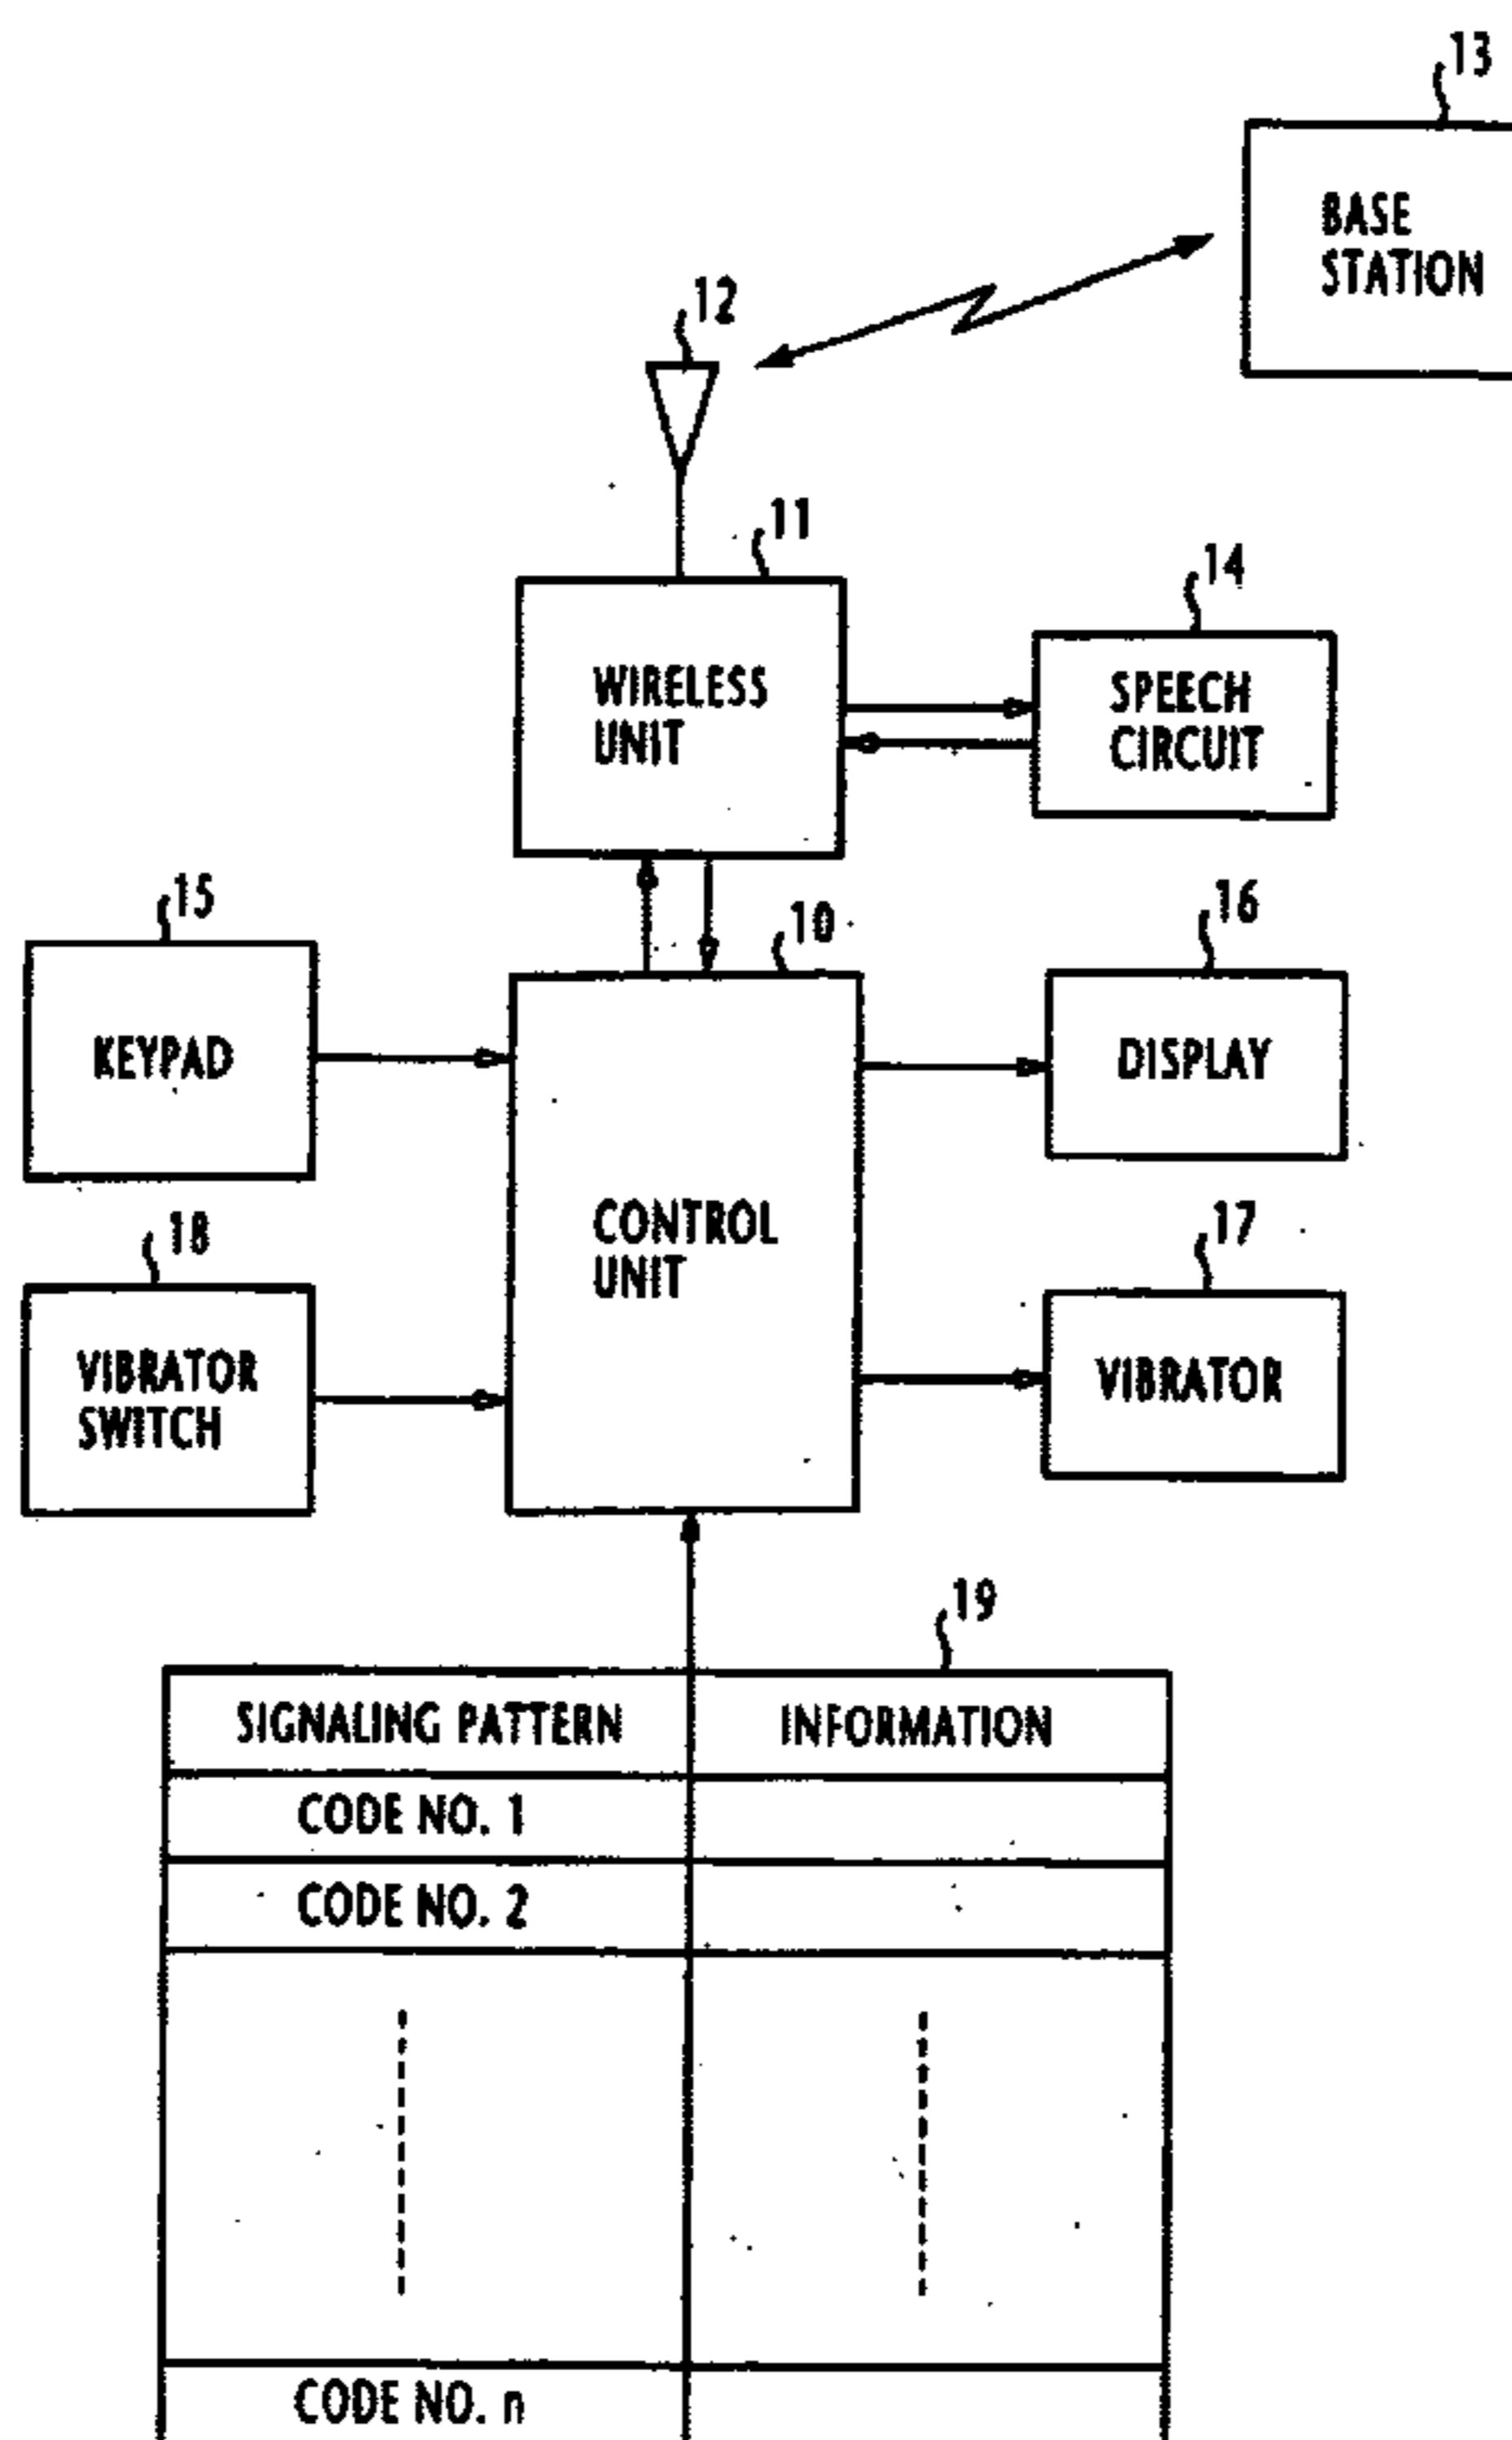 13
BASE
STATION
12
11
WIRELESS
UNIT
14
SPEECH
CIRCUIT
15
KEYPAD
10
CONTROL
UNIT
16
DISPLAY
18
VIBRATOR
SWITCH
17
VIBRATOR
19
SIGNALING PATTERN INFORMATION
CODE NO. 1
CODE NO. 2
CODE NO. n